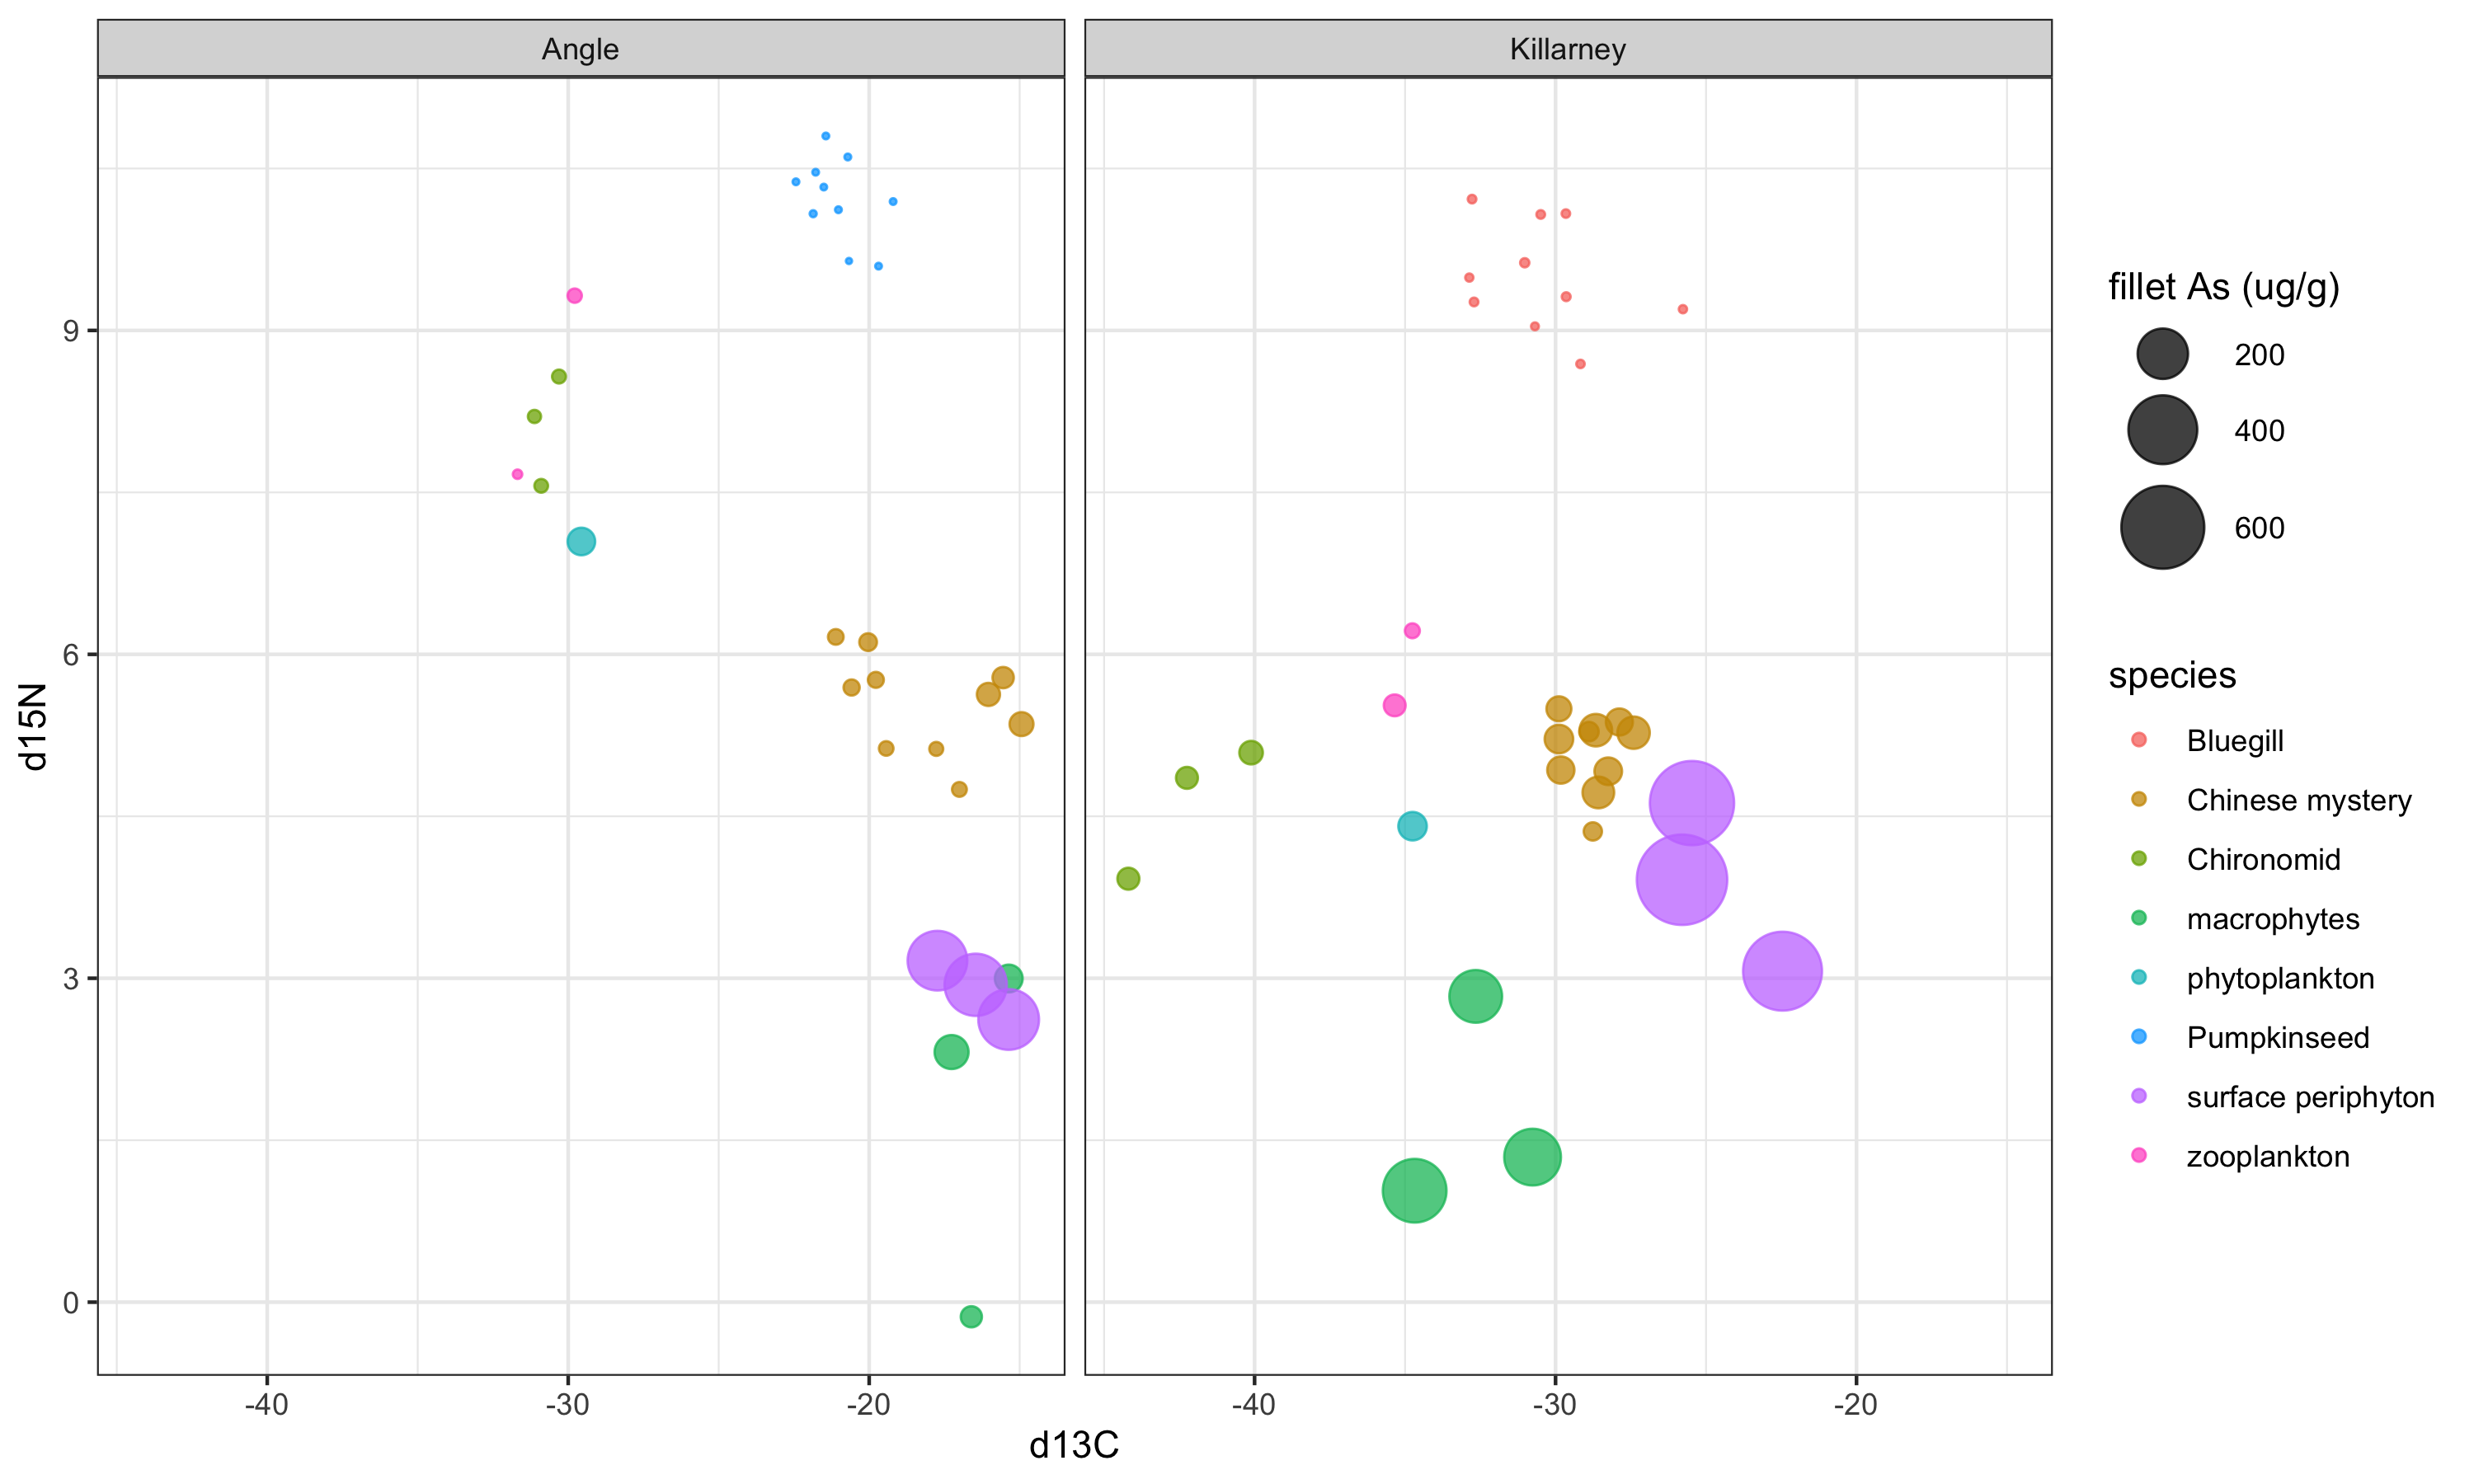 Angle
Killarney
9
6
3
0
d15N
-40
-30
-20
-40
-30
-20
d13C
fillet As (ug/g)
200
400
600
species
Bluegill
Chinese mystery
Chironomid
macrophytes
phytoplankton
Pumpkinseed
surface periphyton
zooplankton